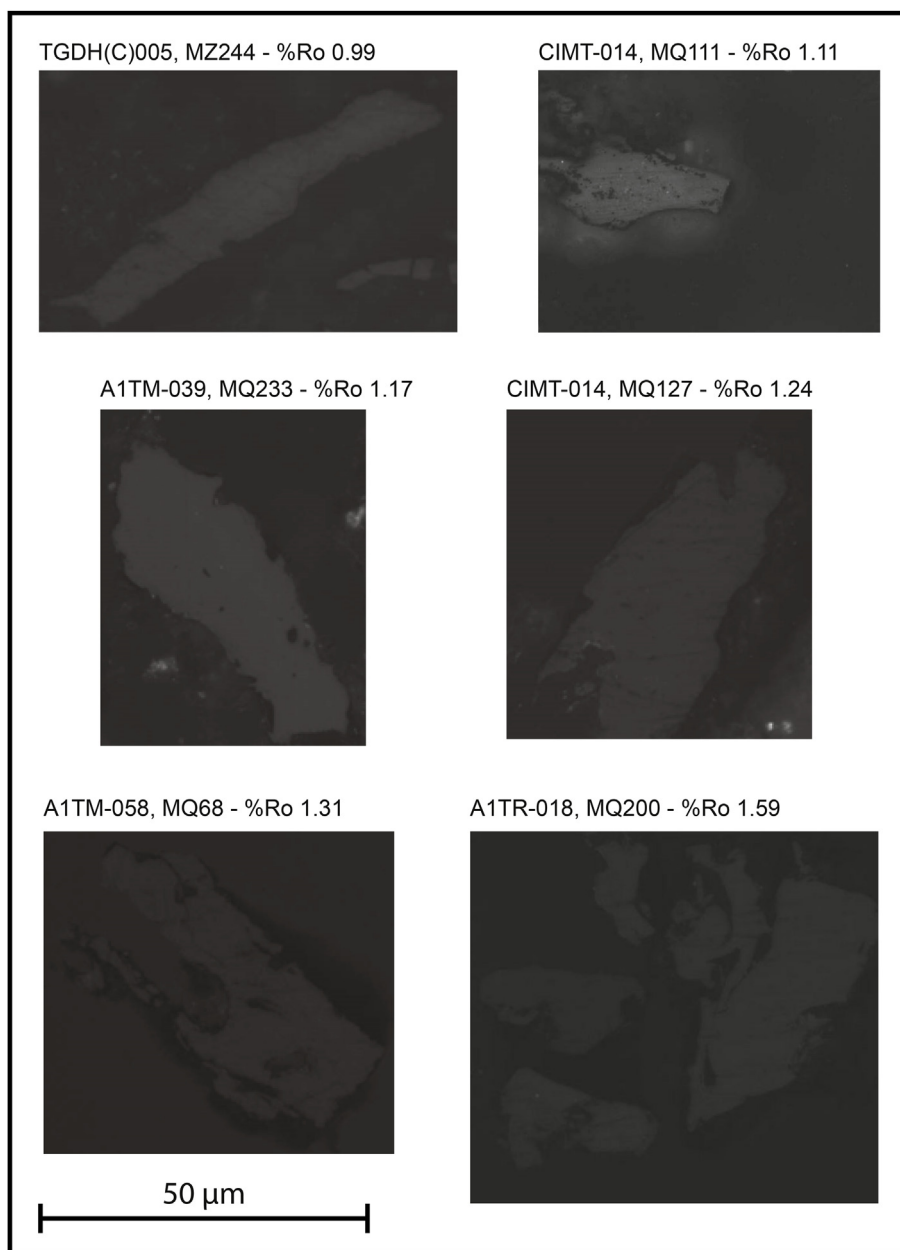 TGDH(C)005, MZ244 - %Ro 0.99
CIMT-014, MQ111 - %Ro 1.11
A1TM-039, MQ233 - %Ro 1.17
CIMT-014, MQ127 - %Ro 1.24
A1TM-058, MQ68 - %Ro 1.31
A1TR-018, MQ200 - %Ro 1.59
50 µm